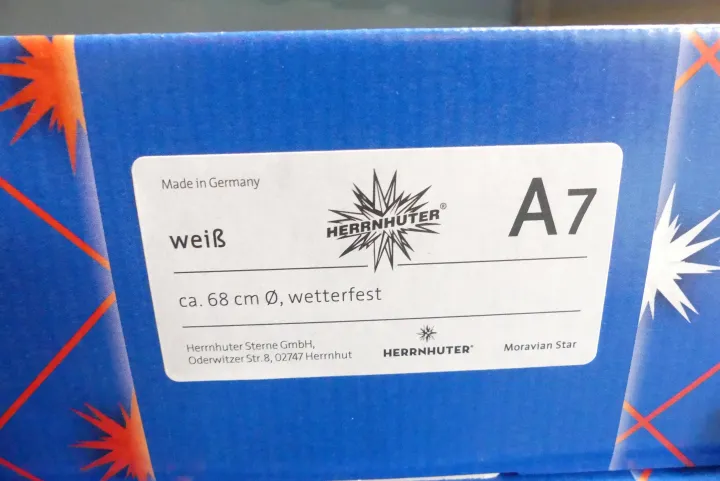 Made in Germany
HERRNHUTER®
A7
weiß
ca. 68 cm Ø, wetterfest
Herrnhuter Sterne GmbH,
Oderwitzer Str. 8, 02747 Herrnhut
HERRNHUTER®
Moravian Star